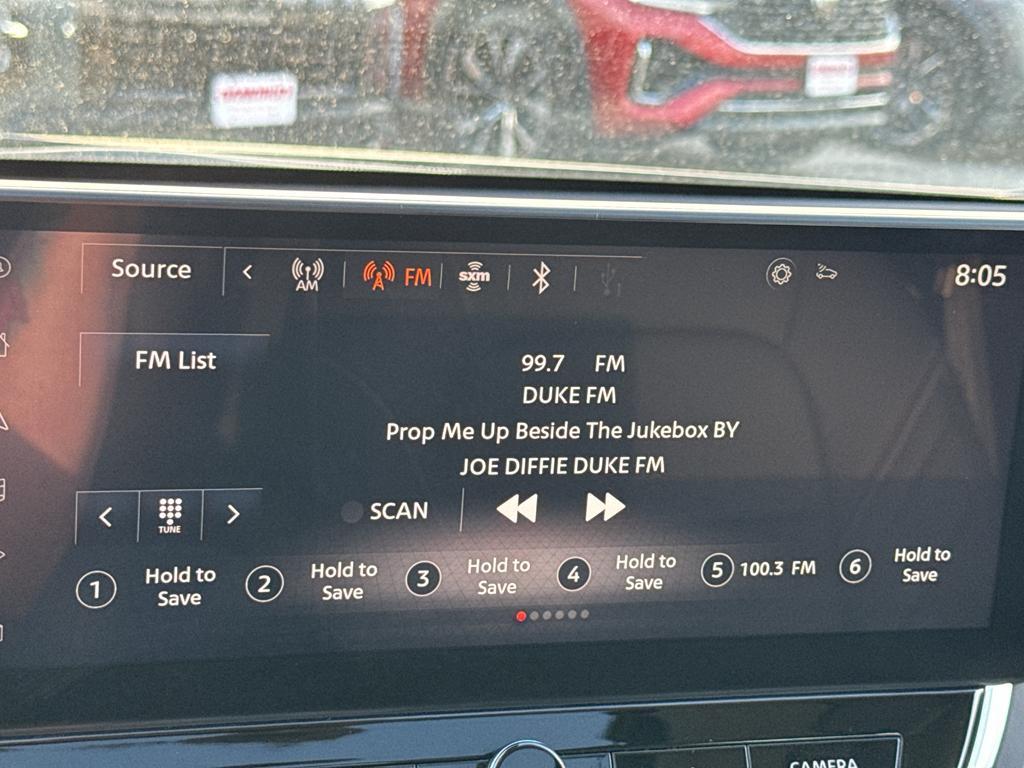 Source
AM
FM
sxm
8:05
FM List
99.7 FM
DUKE FM
Prop Me Up Beside The Jukebox BY
JOE DIFFIE DUKE FM
TUNE
SCAN
1 Hold to
Save
2 Hold to
Save
3 Hold to
Save
4 Hold to
Save
5 100.3 FM
6 Hold to
Save
CAMERA